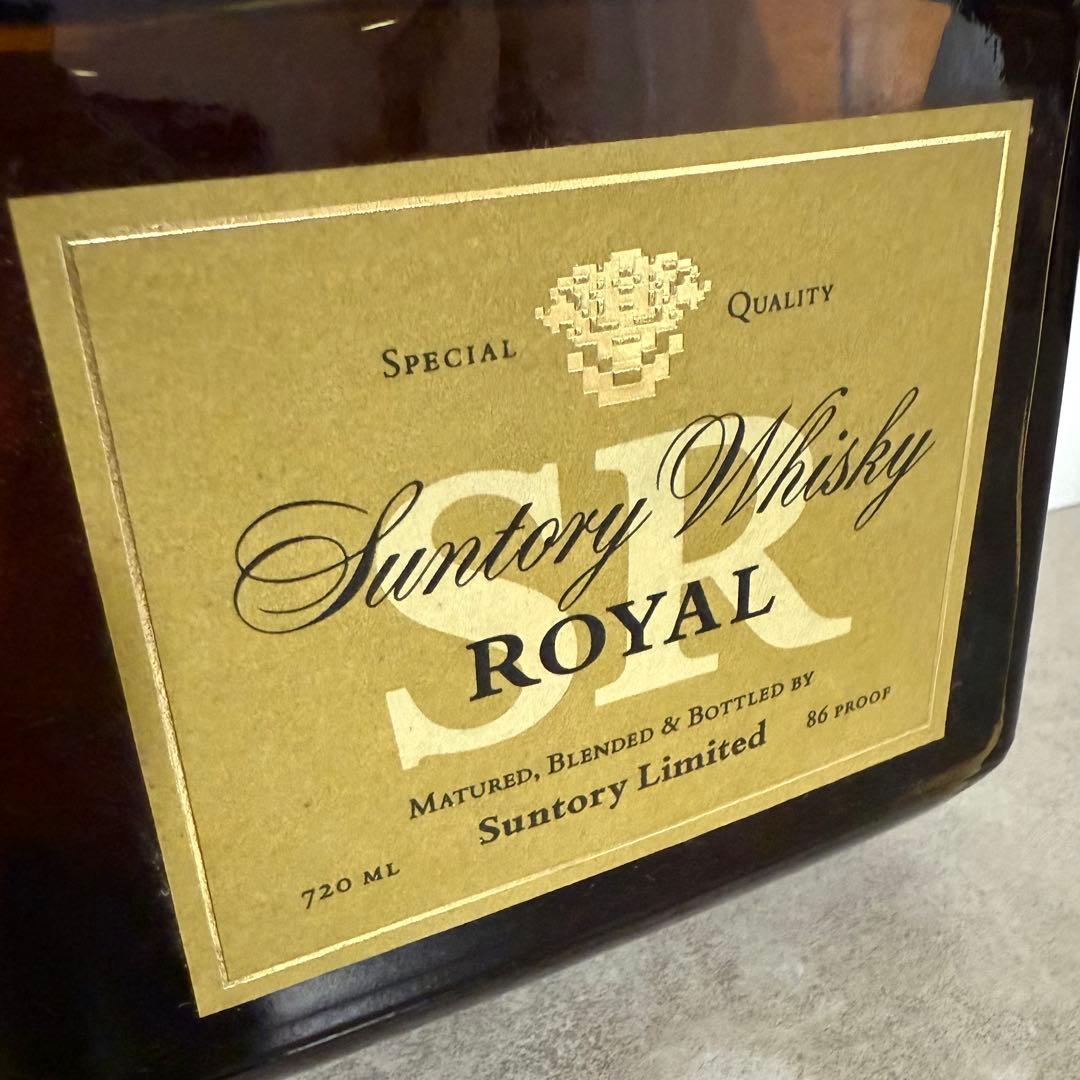 SPECIAL QUALITY
SR
Suntory Whisky
ROYAL
MATURED, BLENDED & BOTTLED BY
Suntory Limited
86 PROOF
720 ML